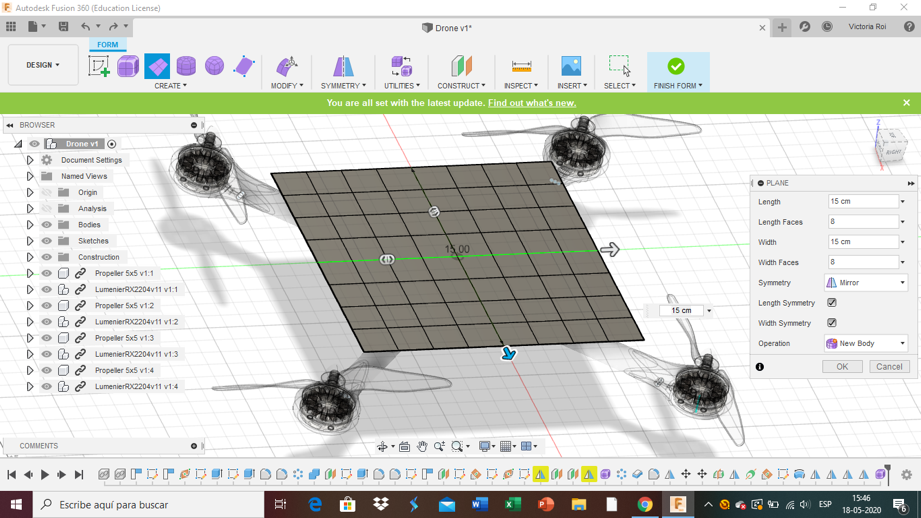 Autodesk Fusion 360 (Education License)
Drone v1*
Victoria Roi
FORM
DESIGN
CREATE
MODIFY
SYMMETRY
UTILITIES
CONSTRUCT
INSPECT
INSERT
SELECT
FINISH FORM
You are all set with the latest update. Find out what's new.
BROWSER
Drone v1
Document Settings
Named Views
Origin
Analysis
Bodies
Sketches
Construction
Propeller 5x5 v1:1
LumenierRX2204v11 v1:1
Propeller 5x5 v1:2
LumenierRX2204v11 v1:2
Propeller 5x5 v1:3
LumenierRX2204v11 v1:3
Propeller 5x5 v1:4
LumenierRX2204v11 v1:4
15.00
15 cm
Z
RIGHT
PLANE
Length 15 cm
Length Faces 8
Width 15 cm
Width Faces 8
Symmetry Mirror
Length Symmetry
Width Symmetry
Operation New Body
OK Cancel
COMMENTS
Escribe aquí para buscar
ESP
15:46
18-05-2020
6